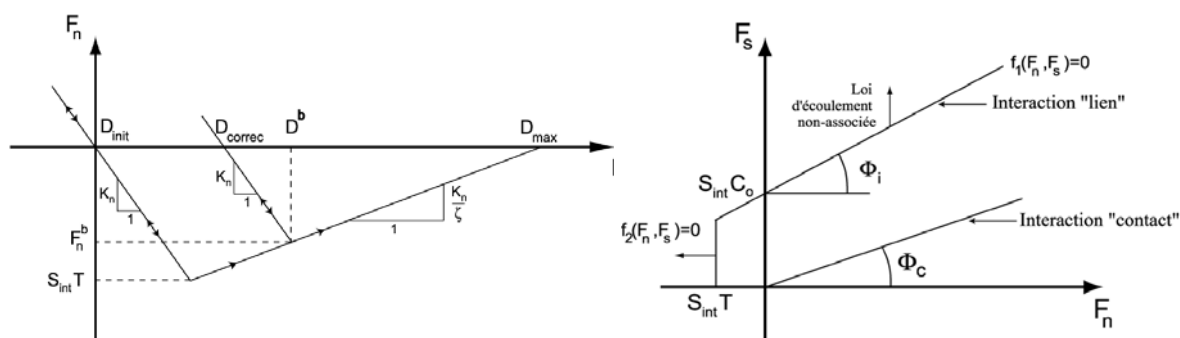 F_n
D_init
D_correc
D^b
D_max
K_n
1
K_n
1
K_n
ζ
1
F_n^b
S_int T
F_s
f_1(F_n,F_s)=0
Loi
d'écoulement
non-associée
Interaction "lien"
Φ_i
S_int C_o
f_2(F_n,F_s)=0
Interaction "contact"
Φ_c
S_int T
F_n